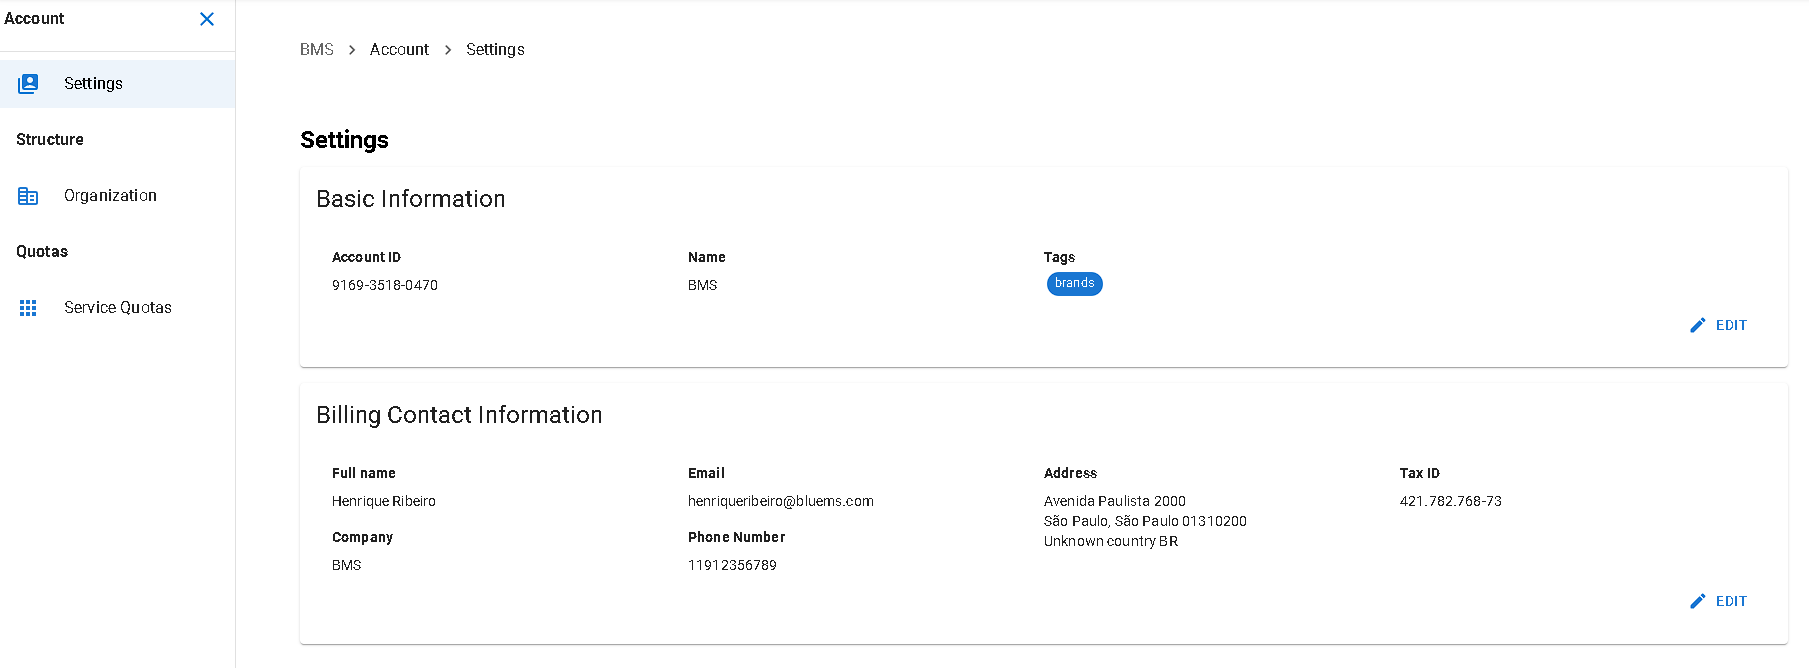 Account
Settings
Structure
Organization
Quotas
Service Quotas
BMS > Account > Settings
Settings
Basic Information
Account ID Name Tags
9169-3518-0470 BMS brands
EDIT
Billing Contact Information
Full name Email Address Tax ID
Henrique Ribeiro henriqueribeiro@bluems.com Avenida Paulista 2000 421.782.768-73
São Paulo, São Paulo 01310200
Company Phone Number Unknown country BR
BMS 11912356789
EDIT